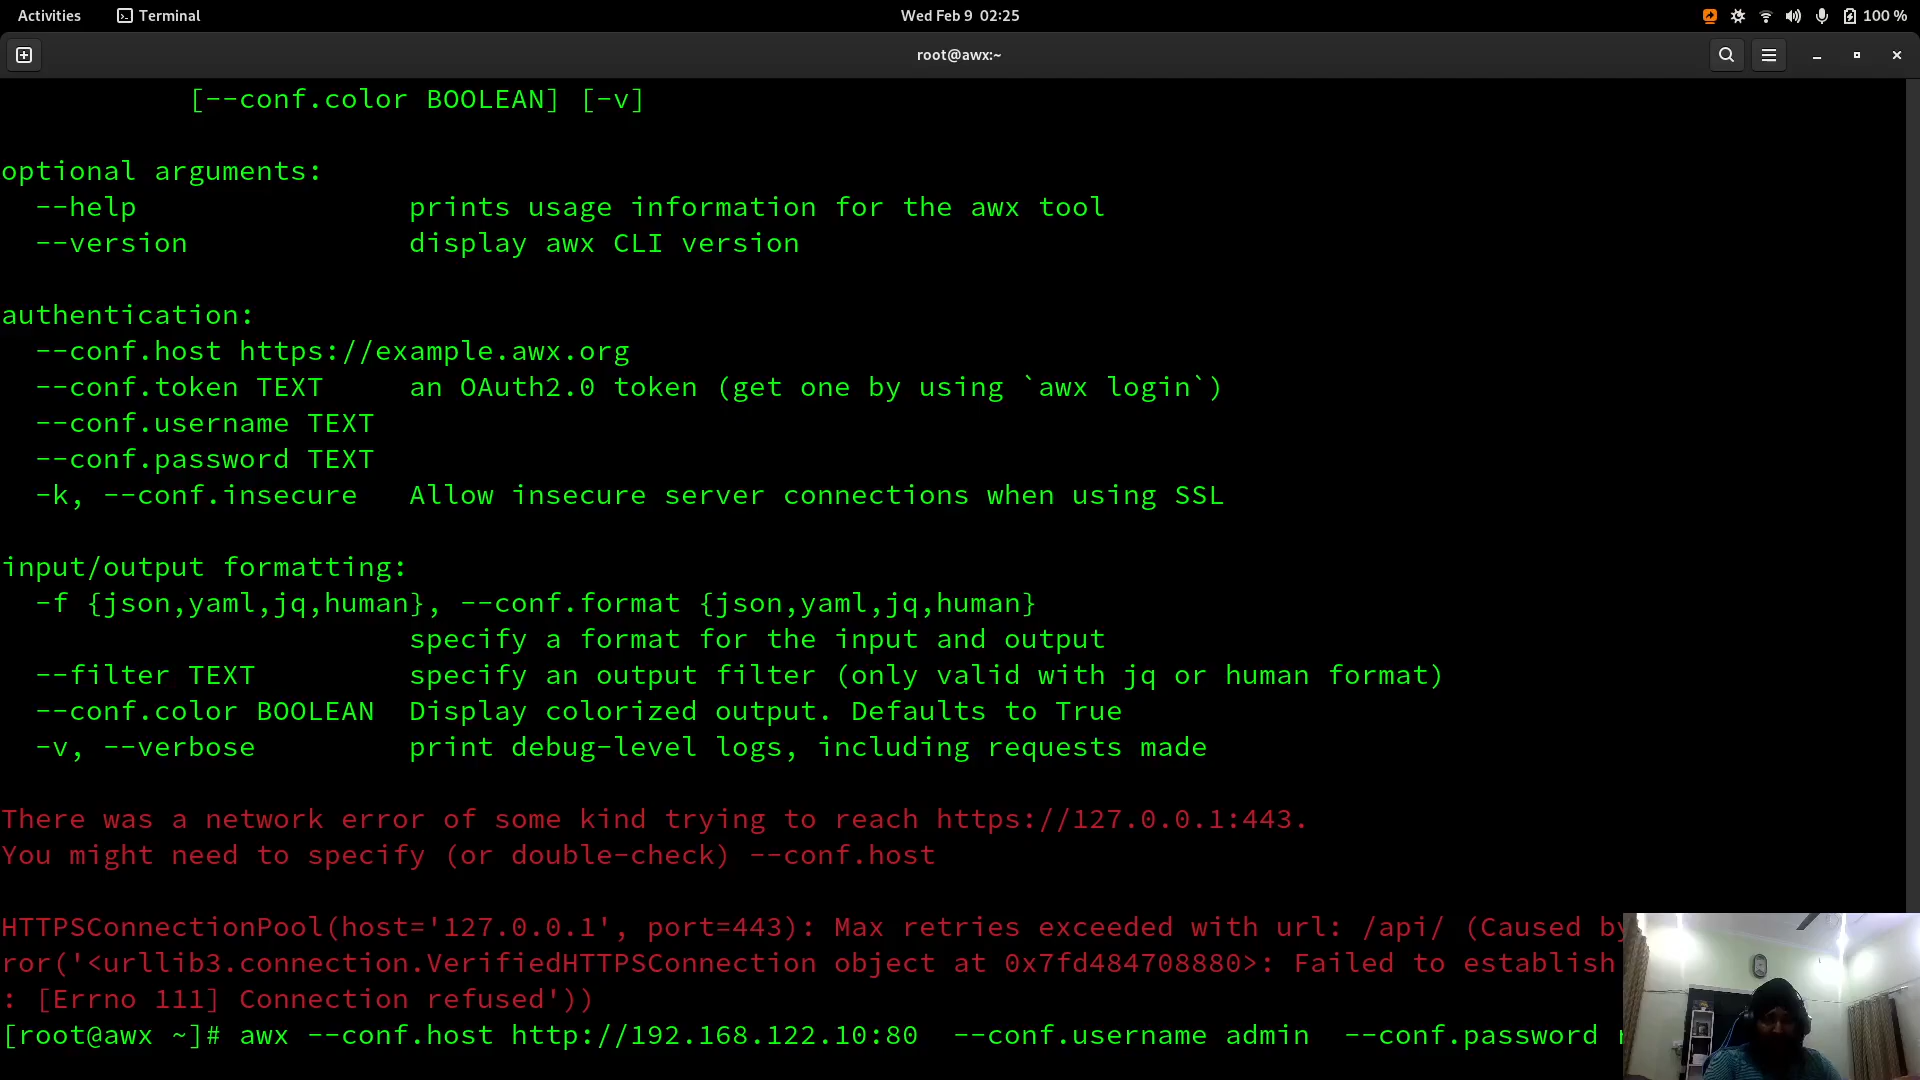 Activities Terminal Wed Feb 9 02:25 100 %
root@awx:~
[--conf.color BOOLEAN] [-v]
optional arguments:
--help prints usage information for the awx tool
--version display awx CLI version
authentication:
--conf.host https://example.awx.org
--conf.token TEXT an OAuth2.0 token (get one by using `awx login`)
--conf.username TEXT
--conf.password TEXT
-k, --conf.insecure Allow insecure server connections when using SSL
input/output formatting:
-f {json,yaml,jq,human}, --conf.format {json,yaml,jq,human}
specify a format for the input and output
--filter TEXT specify an output filter (only valid with jq or human format)
--conf.color BOOLEAN Display colorized output. Defaults to True
-v, --verbose print debug-level logs, including requests made
There was a network error of some kind trying to reach https://127.0.0.1:443.
You might need to specify (or double-check) --conf.host
HTTPSConnectionPool(host='127.0.0.1', port=443): Max retries exceeded with url: /api/ (Caused by
ror('<urllib3.connection.VerifiedHTTPSConnection object at 0x7fd484708880>: Failed to establish
: [Errno 111] Connection refused'))
[root@awx ~]# awx --conf.host http://192.168.122.10:80 --conf.username admin --conf.password